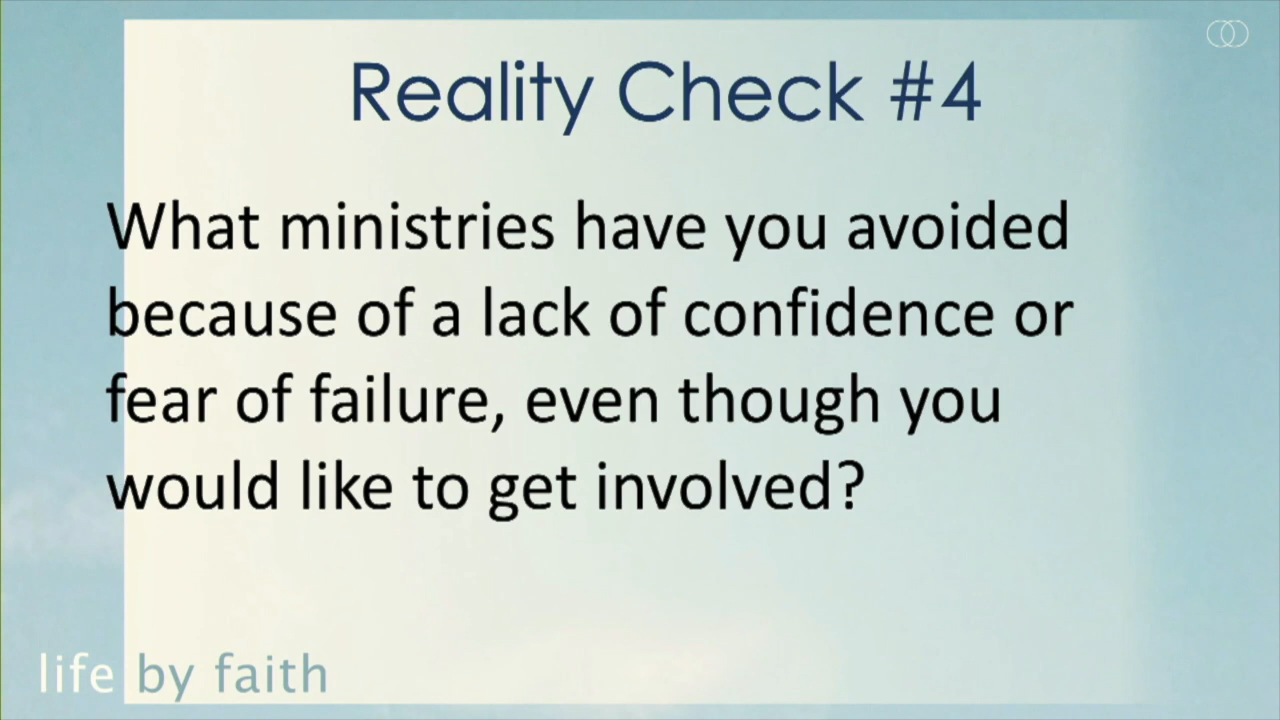 Reality Check #4
What ministries have you avoided
because of a lack of confidence or
fear of failure, even though you
would like to get involved?
life by faith